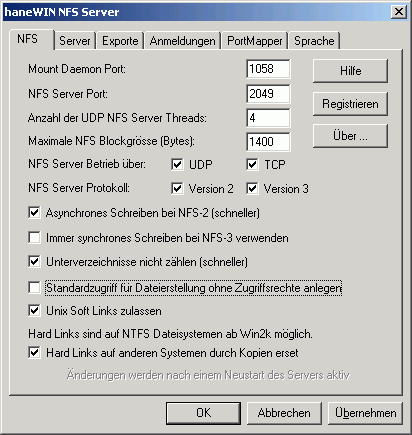 haneWIN NFS Server
NFS Server Exporte Anmeldungen PortMapper Sprache
Mount Daemon Port: 1058 Hilfe
NFS Server Port: 2049 Registrieren
Anzahl der UDP NFS Server Threads: 4
Maximale NFS Blockgrösse (Bytes): 1400 Über ...
NFS Server Betrieb über: UDP TCP
NFS Server Protokoll: Version 2 Version 3
Asynchrones Schreiben bei NFS-2 (schneller)
Immer synchrones Schreiben bei NFS-3 verwenden
Unterverzeichnisse nicht zählen (schneller)
Standardzugriff für Dateierstellung ohne Zugriffsrechte anlegen
Unix Soft Links zulassen
Hard Links sind auf NTFS Dateisystemen ab Win2k möglich.
Hard Links auf anderen Systemen durch Kopien erset
Änderungen werden nach einem Neustart des Servers aktiv
OK Abbrechen Übernehmen